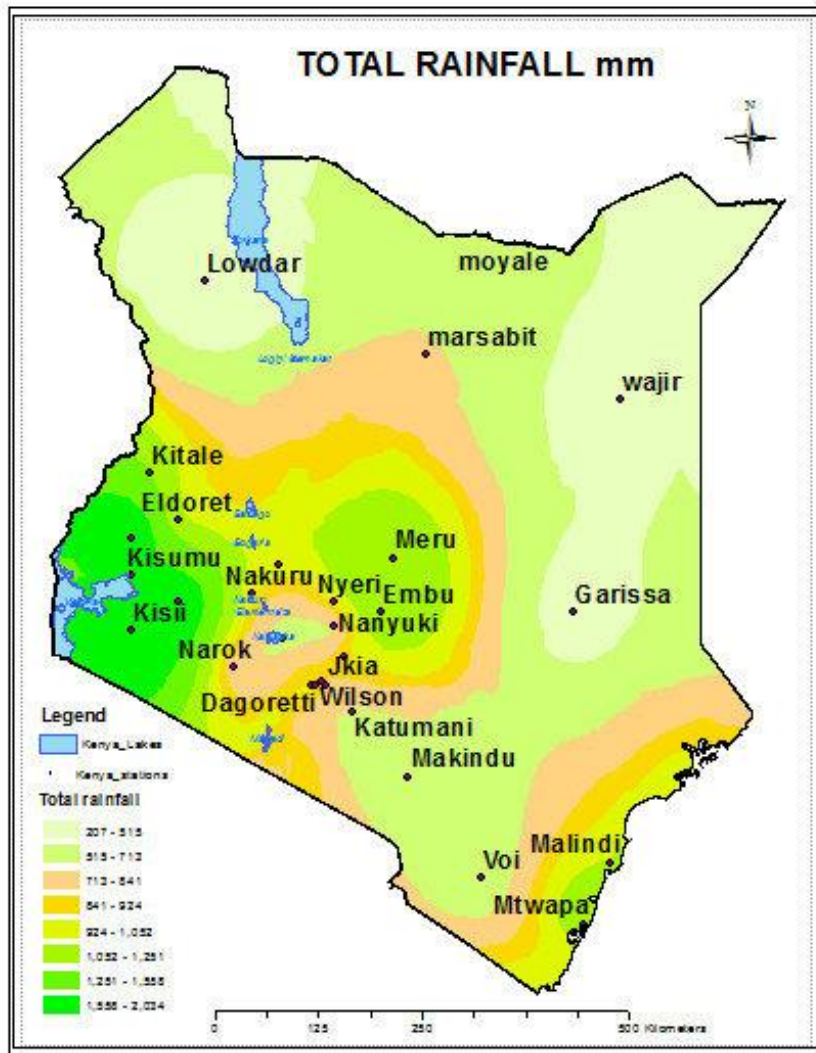 TOTAL RAINFALL mm
N
Lowdar
moyale
marsabit
wajir
Kitale
Eldoret
Meru
Kisumu
Nakuru
Nyeri
Embu
Garissa
Kisii
Nanyuki
Narok
Jkia
Dagoretti
Wilson
Katumani
Makindu
Malindi
Voi
Mtwapa
Legend
Kenya_Lakes
Kenya_stations
Total rainfall
207 - 515
515 - 712
712 - 841
841 - 924
924 - 1,052
1,052 - 1,251
1,251 - 1,556
1,556 - 2,034
0 125 250 500 Kilometers